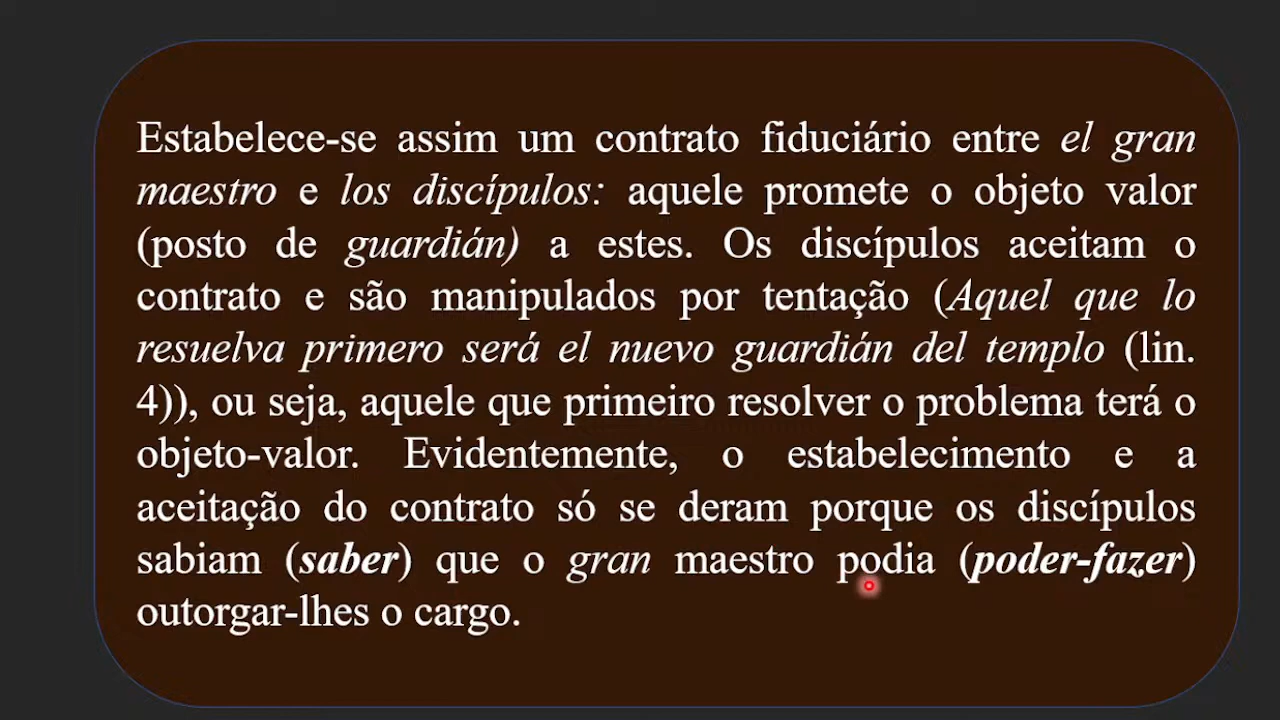 Estabelece-se assim um contrato fiduciário entre el gran
maestro e los discípulos: aquele promete o objeto valor
(posto de guardián) a estes. Os discípulos aceitam o
contrato e são manipulados por tentação (Aquel que lo
resuelva primero será el nuevo guardián del templo (lin.
4)), ou seja, aquele que primeiro resolver o problema terá o
objeto-valor. Evidentemente, o estabelecimento e a
aceitação do contrato só se deram porque os discípulos
sabiam (saber) que o gran maestro podia (poder-fazer)
outorgar-lhes o cargo.